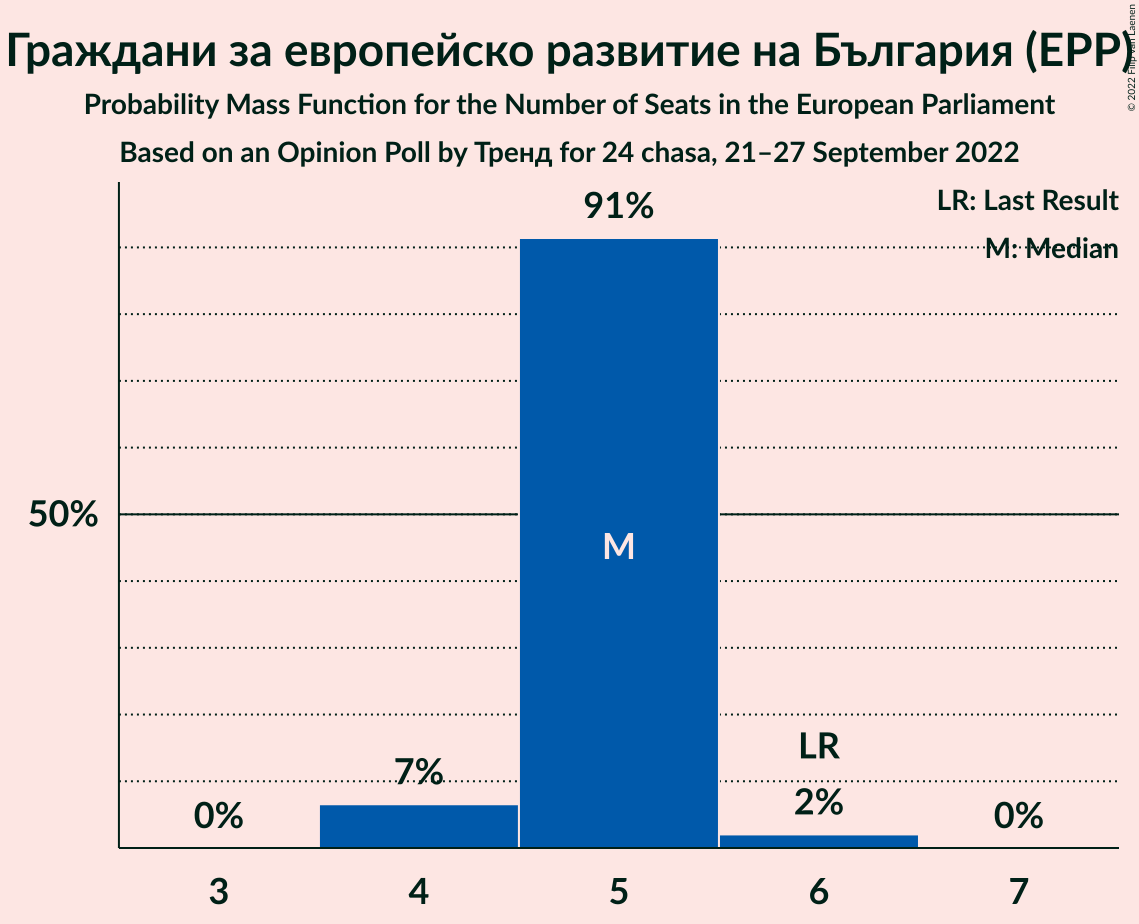 Граждани за европейско развитие на България (EPP)
© 2022 Filip van Laenen
Probability Mass Function for the Number of Seats in the European Parliament
Based on an Opinion Poll by Тренд for 24 chasa, 21–27 September 2022
LR: Last Result
M: Median
91%
50%
M
LR
7%
2%
0%
0%
3 4 5 6 7